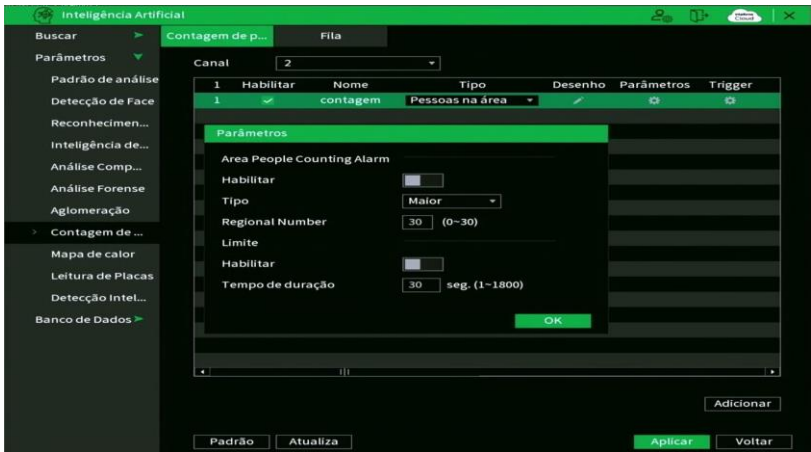 Inteligência Artificial
Buscar
Contagem de p...
Fila
Parâmetros
Canal
2
Padrão de análise
1 Habilitar Nome Tipo Desenho Parâmetros Trigger
Detecção de Face
1 contagem Pessoas na área
Reconhecimen...
Inteligência de...
Análise Comp...
Análise Forense
Aglomeração
Contagem de ...
Mapa de calor
Leitura de Placas
Detecção Intel...
Banco de Dados
Parâmetros
Area People Counting Alarm
Habilitar
Tipo Maior
Regional Number 30 (0~30)
Limite
Habilitar
Tempo de duração 30 seg. (1~1800)
OK
Adicionar
Padrão Atualiza Aplicar Voltar